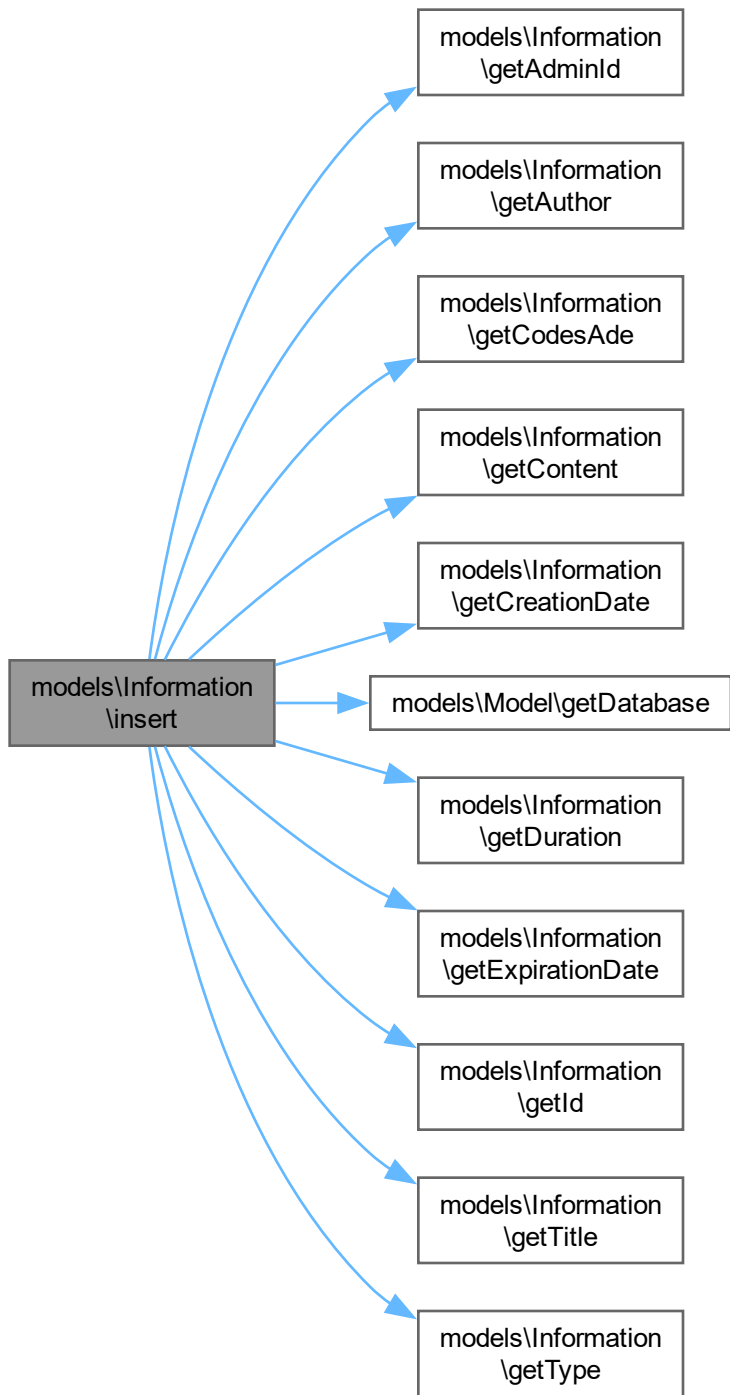 models\Information
\getAdminId
models\Information
\getAuthor
models\Information
\getCodesAde
models\Information
\getContent
models\Information
\getCreationDate
models\Information
\insert
models\Model\getDatabase
models\Information
\getDuration
models\Information
\getExpirationDate
models\Information
\getId
models\Information
\getTitle
models\Information
\getType